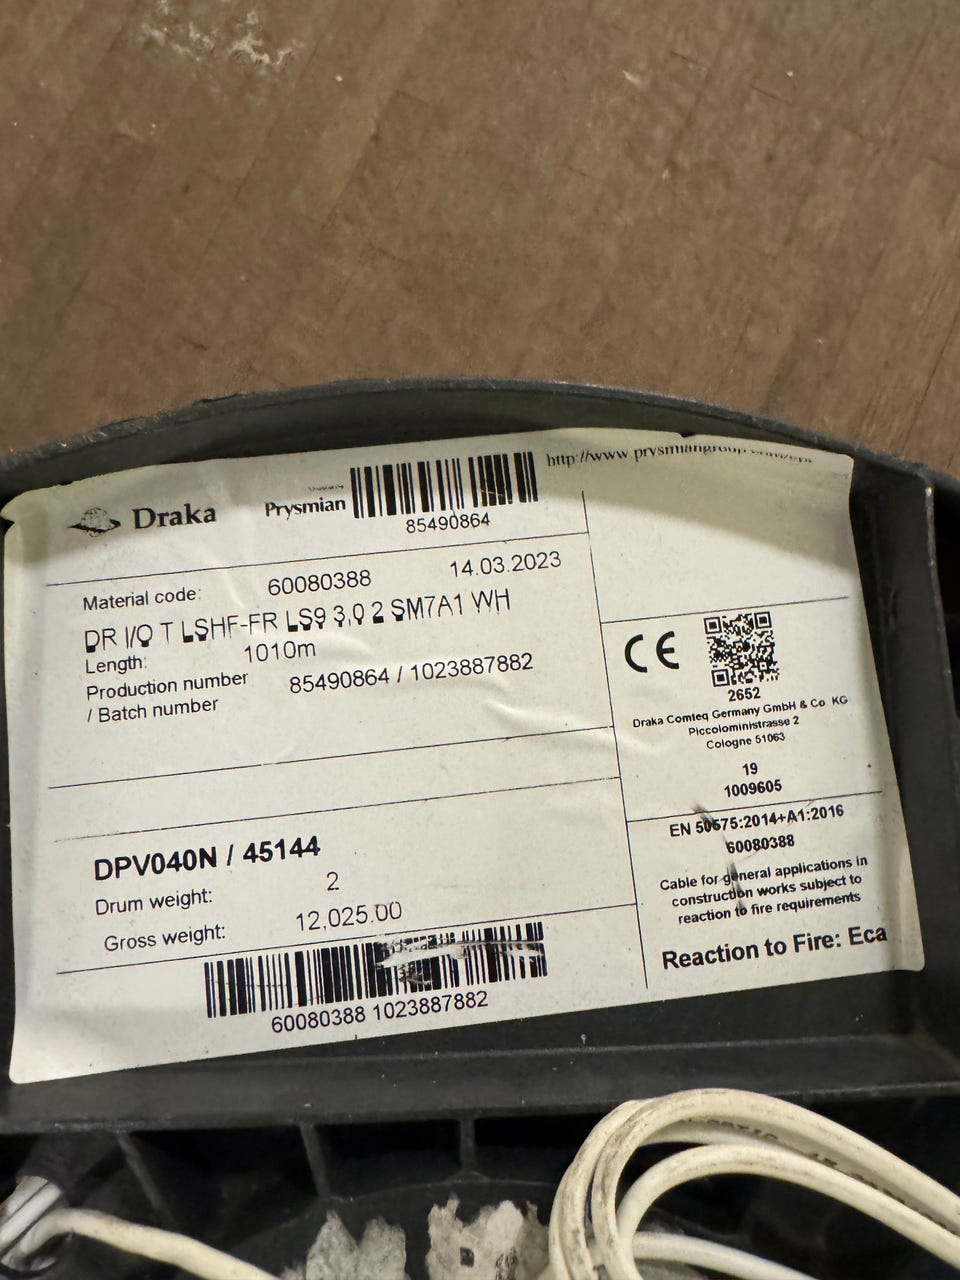 Draka
Prysmian
85490864
http://www.prysmiangroup.com/cpr
Material code: 60080388 14.03.2023
DR I/O T LSHF-FR LS9 3,0 2 SM7A1 WH
Length: 1010m
Production number
/ Batch number 85490864 / 1023887882
DPV040N / 45144
Drum weight: 2
Gross weight: 12,025.00
60080388 1023887882
CE
2652
Draka Comteq Germany GmbH & Co KG
Piccoloministrasse 2
Cologne 51063
19
1009605
EN 50575:2014+A1:2016
60080388
Cable for general applications in
construction works subject to
reaction to fire requirements
Reaction to Fire: Eca